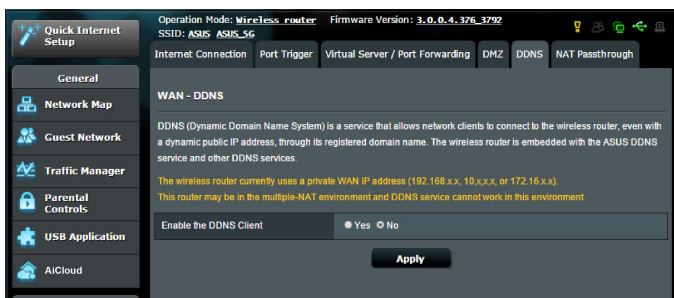 Quick Internet
Setup
Operation Mode: Wireless router Firmware Version: 3.0.0.4.376_3792
SSID: ASUS ASUS_5G
Internet Connection Port Trigger Virtual Server / Port Forwarding DMZ DDNS NAT Passthrough
General
Network Map
Guest Network
Traffic Manager
Parental
Controls
USB Application
AiCloud
WAN - DDNS
DDNS (Dynamic Domain Name System) is a service that allows network clients to connect to the wireless router, even with
a dynamic public IP address, through its registered domain name. The wireless router is embedded with the ASUS DDNS
service and other DDNS services.
The wireless router currently uses a private WAN IP address (192.168.x.x, 10,x,x,x, or 172.16.x.x).
This router may be in the multiple-NAT environment and DDNS service cannot work in this environment.
Enable the DDNS Client Yes No
Apply